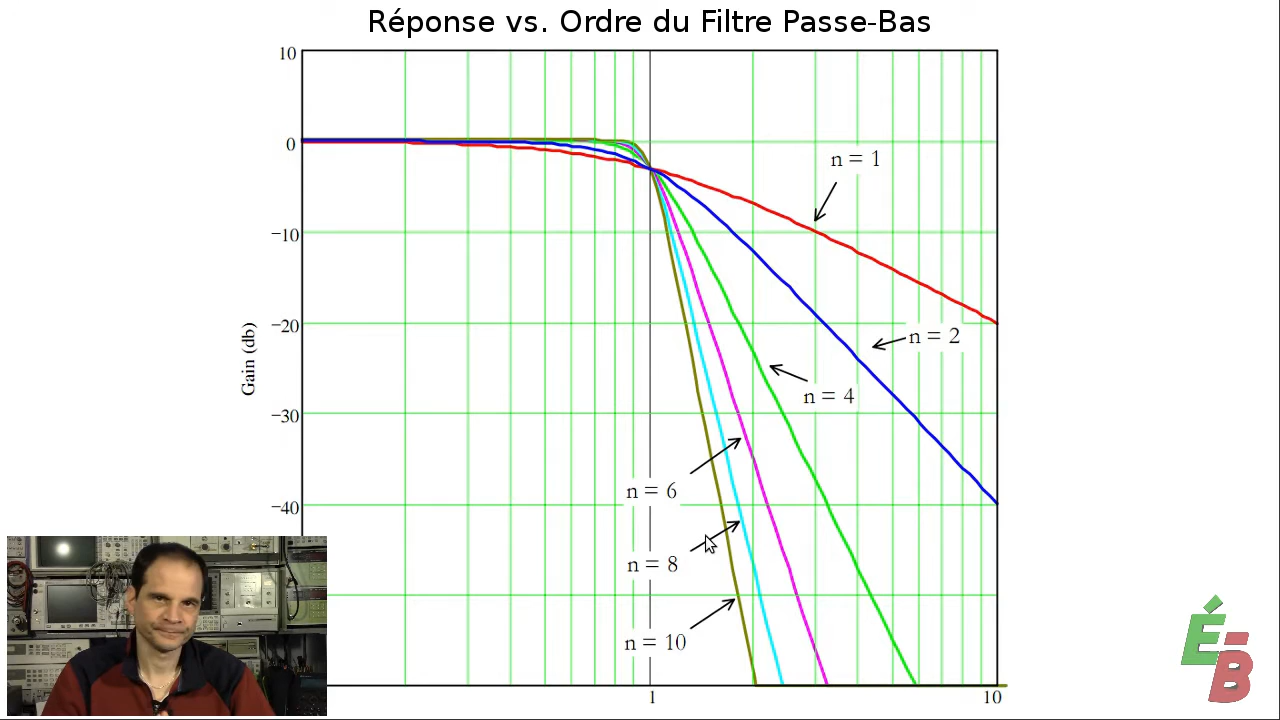 Réponse vs. Ordre du Filtre Passe-Bas
10
0
−10
−20
−30
−40
Gain (db)
n = 1
n = 2
n = 4
n = 6
n = 8
n = 10
1
10
É-B